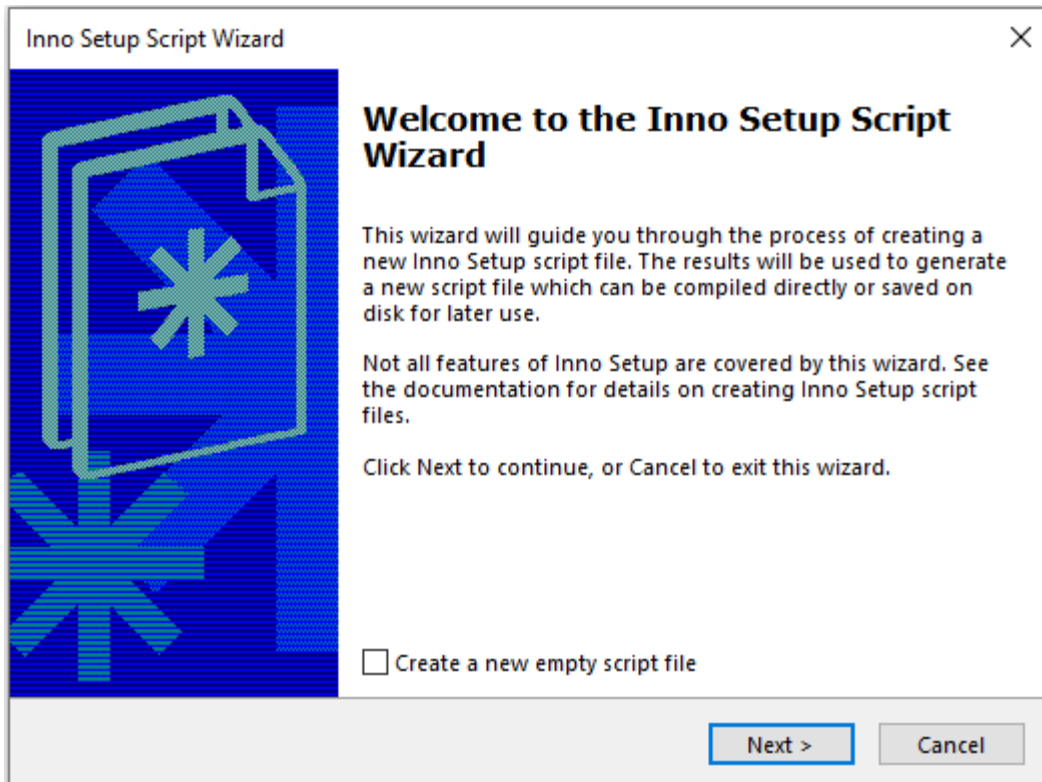 Inno Setup Script Wizard
Welcome to the Inno Setup Script
Wizard
This wizard will guide you through the process of creating a
new Inno Setup script file. The results will be used to generate
a new script file which can be compiled directly or saved on
disk for later use.
Not all features of Inno Setup are covered by this wizard. See
the documentation for details on creating Inno Setup script
files.
Click Next to continue, or Cancel to exit this wizard.
Create a new empty script file
Next >
Cancel